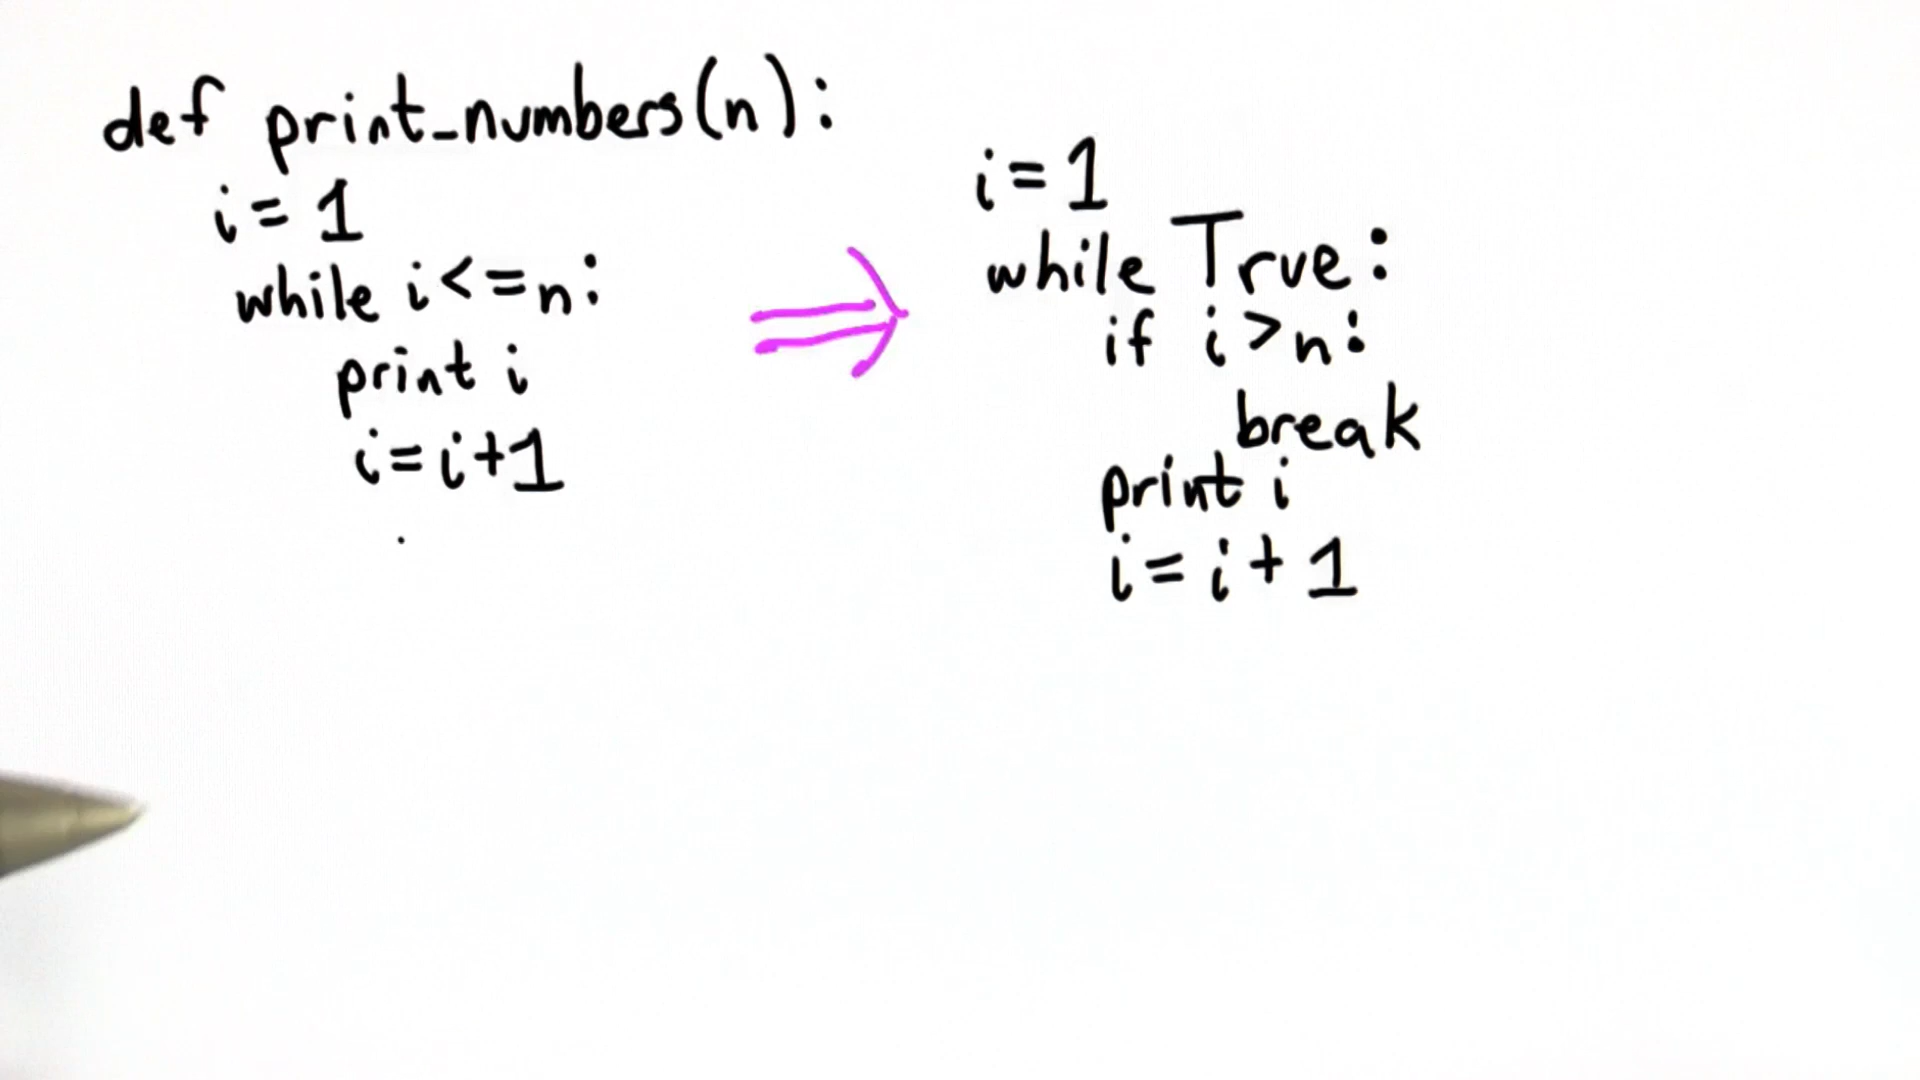 def print_numbers(n):
i = 1
while i <= n:
print i
i = i + 1
i = 1
while True:
if i > n:
break
print i
i = i + 1